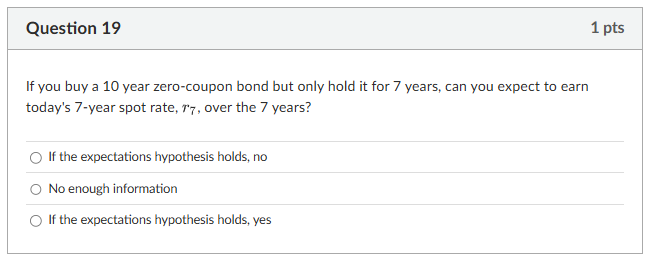 Question 19 1 pts
If you buy a 10 year zero-coupon bond but only hold it for 7 years, can you expect to earn
today's 7-year spot rate, r₇, over the 7 years?
If the expectations hypothesis holds, no
No enough information
If the expectations hypothesis holds, yes